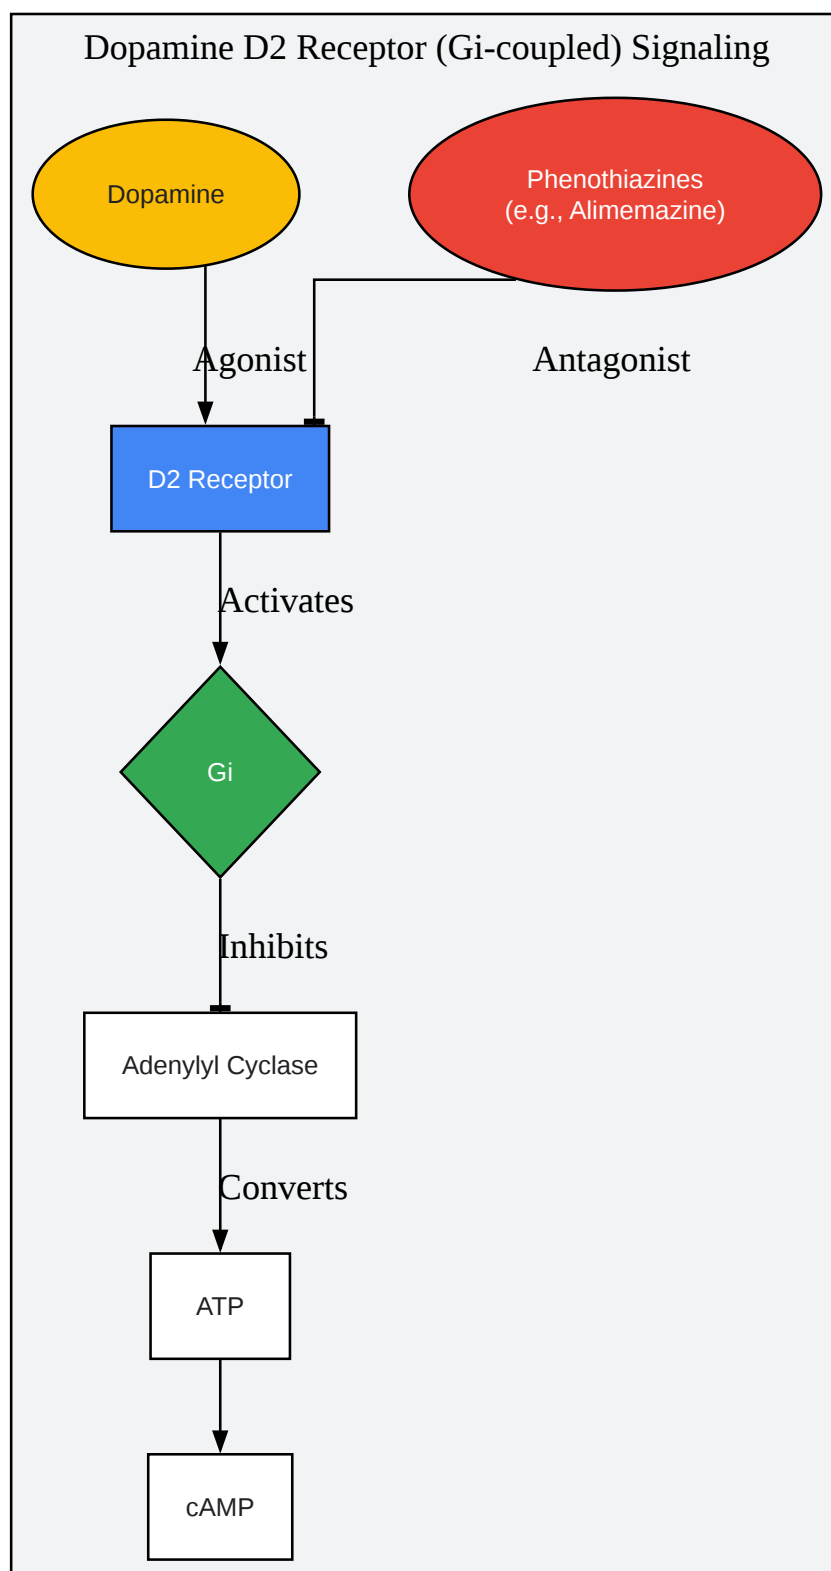 Dopamine D2 Receptor (Gi-coupled) Signaling
Dopamine
Phenothiazines
(e.g., Alimemazine)
Agonist
Antagonist
D2 Receptor
Activates
Gi
Inhibits
Adenylyl Cyclase
Converts
ATP
cAMP